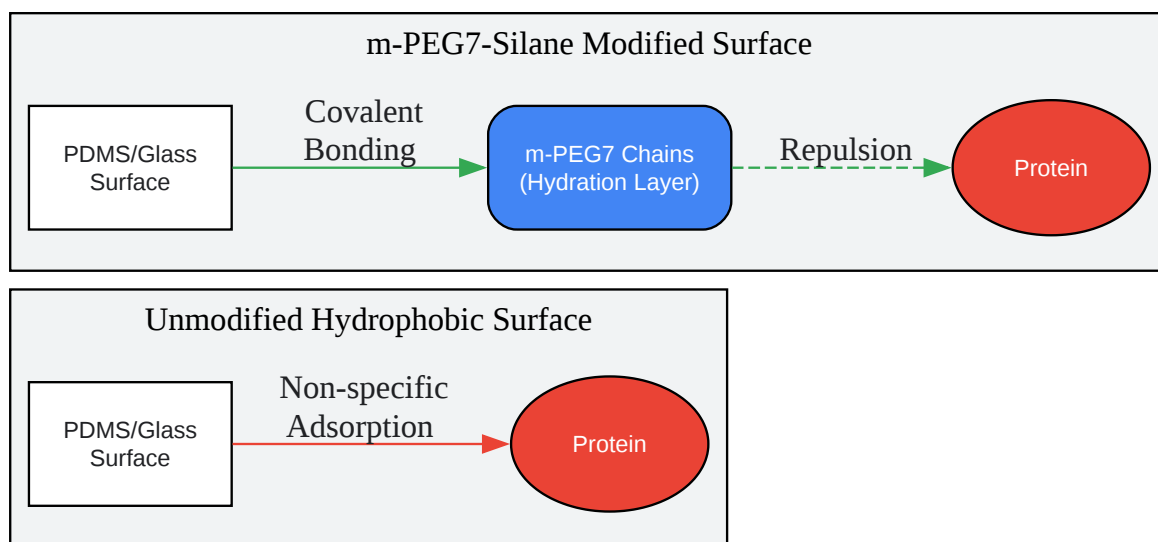 m-PEG7-Silane Modified Surface
PDMS/Glass
Surface
Covalent
Bonding
m-PEG7 Chains
(Hydration Layer)
Repulsion
Protein
Unmodified Hydrophobic Surface
PDMS/Glass
Surface
Non-specific
Adsorption
Protein